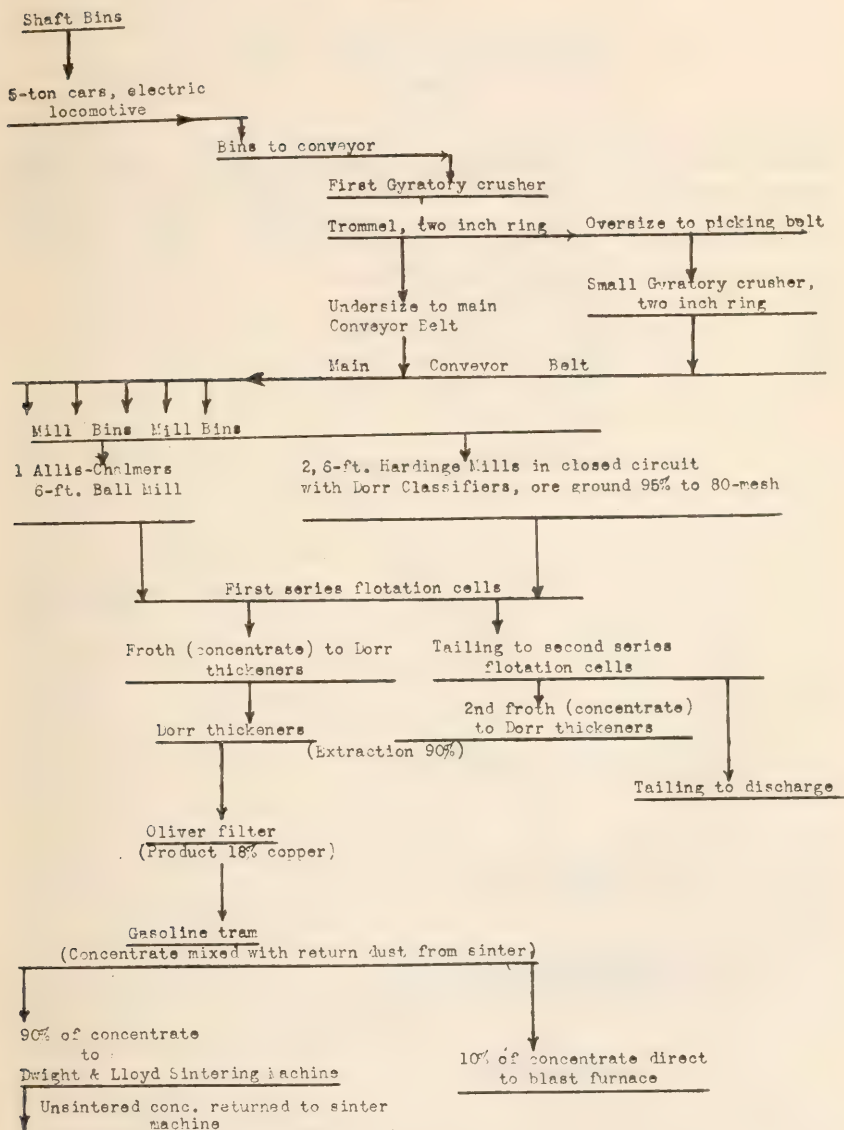 Shaft Bins
5-ton cars, electric
locomotive
Bins to conveyor
First Gyratory crusher
Trommel, two inch ring
Oversize to picking belt
Small Gyratory crusher,
two inch ring
Undersize to main
Conveyor Belt
Main Conveyor Belt
Mill Bins Mill Bins
1 Allis-Chalmers
6-ft. Ball Mill
2, 6-ft. Hardinge Mills in closed circuit
with Dorr Classifiers, ore ground 95% to 80-mesh
First series flotation cells
Froth (concentrate) to Dorr
thickeners
Tailing to second series
flotation cells
2nd froth (concentrate)
to Dorr thickeners
Dorr thickeners
(Extraction 90%)
Tailing to discharge
Oliver filter
(Product 18% copper)
Gasoline tram
(Concentrate mixed with return dust from sinter)
90% of concentrate
to
Dwight & Lloyd Sintering Machine
10% of concentrate direct
to blast furnace
Unsintered conc. returned to sinter
machine